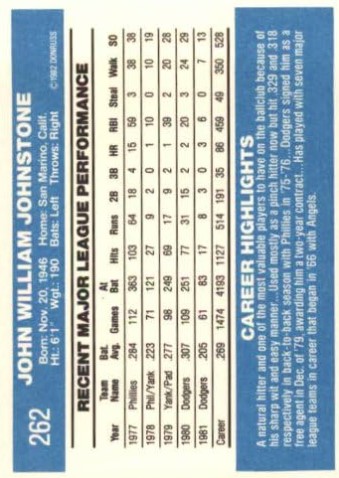 262
JOHN WILLIAM JOHNSTONE
Born: Nov. 20, 1946 Home: San Marino, Calif.
Ht.: 6'1" Wgt.: 190 Bats: Left Throws: Right
© 1982 DONRUSS
RECENT MAJOR LEAGUE PERFORMANCE
Year Team Name Bat. Avg. Games At Bat Hits Runs 2B 3B HR RBI Steal Walk SO
1977 Phillies .284 112 363 103 64 18 4 15 59 3 38 38
1978 Phil/Yank .223 71 121 27 9 2 0 1 10 0 10 19
1979 Yank/Pad .277 98 249 69 17 9 2 1 39 2 20 28
1980 Dodgers .307 109 251 77 31 15 2 2 20 3 24 29
1981 Dodgers .205 61 83 17 8 3 0 3 6 0 7 13
Career .269 1474 4193 1127 514 191 35 86 459 49 350 528
CAREER HIGHLIGHTS
A natural hitter and one of the most valuable players to have on the ballclub because of
his sharp wit and easy manner...Used mostly as a pinch hitter now but hit .329 and .318
respectively in back-to-back season with Phillies in '75-'76...Dodgers signed him as a
free agent in Dec. of '79, awarding him a two-year contract...Has played with seven major
league teams in career that began in '66 with Angels.